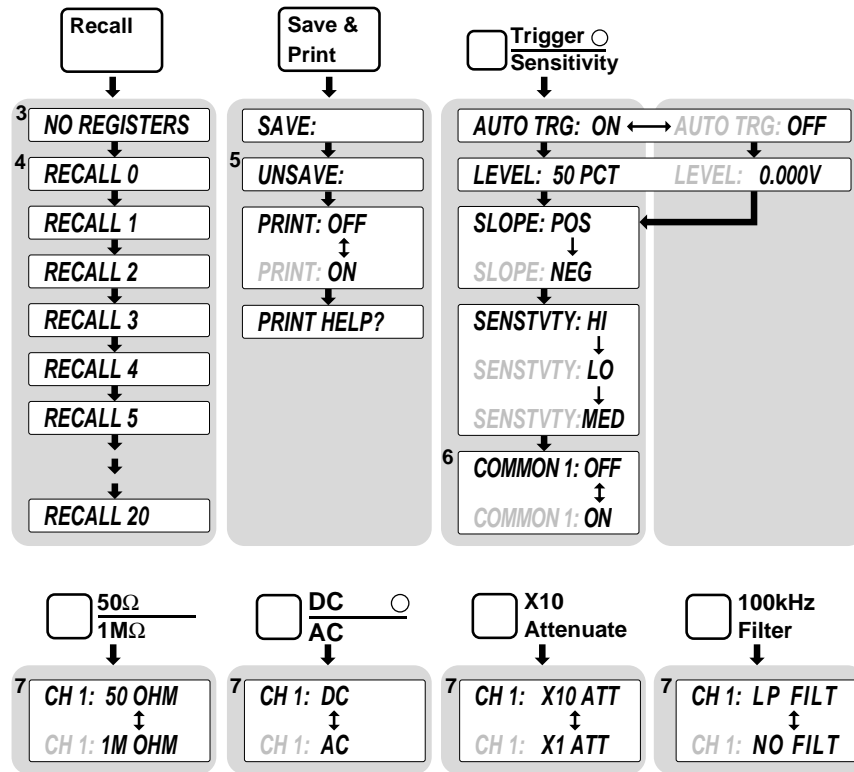 Recall
Save &
Print
Trigger
Sensitivity
3 NO REGISTERS
4 RECALL 0
RECALL 1
RECALL 2
RECALL 3
RECALL 4
RECALL 5
RECALL 20
SAVE:
5 UNSAVE:
PRINT: OFF
PRINT: ON
PRINT HELP?
AUTO TRG: ON
LEVEL: 50 PCT
SLOPE: POS
SLOPE: NEG
SENSTVTY: HI
SENSTVTY: LO
SENSTVTY: MED
6 COMMON 1: OFF
COMMON 1: ON
AUTO TRG: OFF
LEVEL: 0.000V
50Ω
1MΩ
7 CH 1: 50 OHM
CH 1: 1M OHM
DC
AC
7 CH 1: DC
CH 1: AC
X10
Attenuate
7 CH 1: X10 ATT
CH 1: X1 ATT
100kHz
Filter
7 CH 1: LP FILT
CH 1: NO FILT